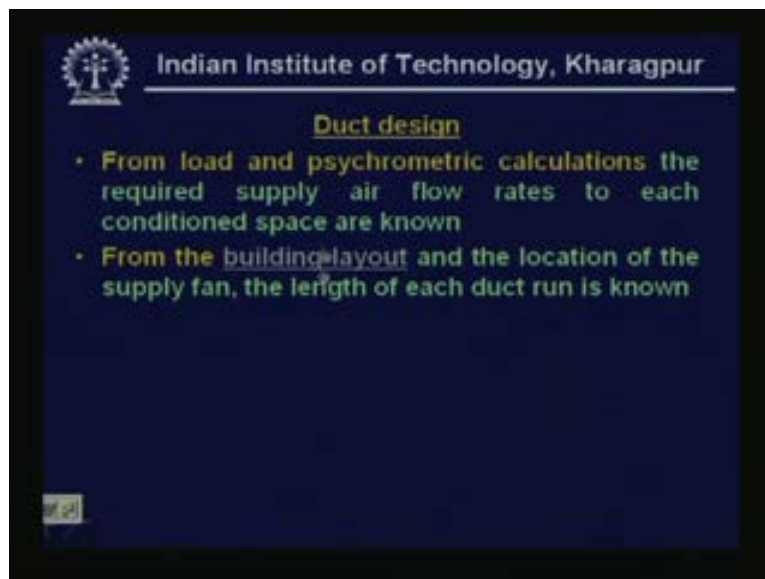 Indian Institute of Technology, Kharagpur
Duct design
• From load and psychrometric calculations the
required supply air flow rates to each
conditioned space are known
• From the building layout and the location of the
supply fan, the length of each duct run is known